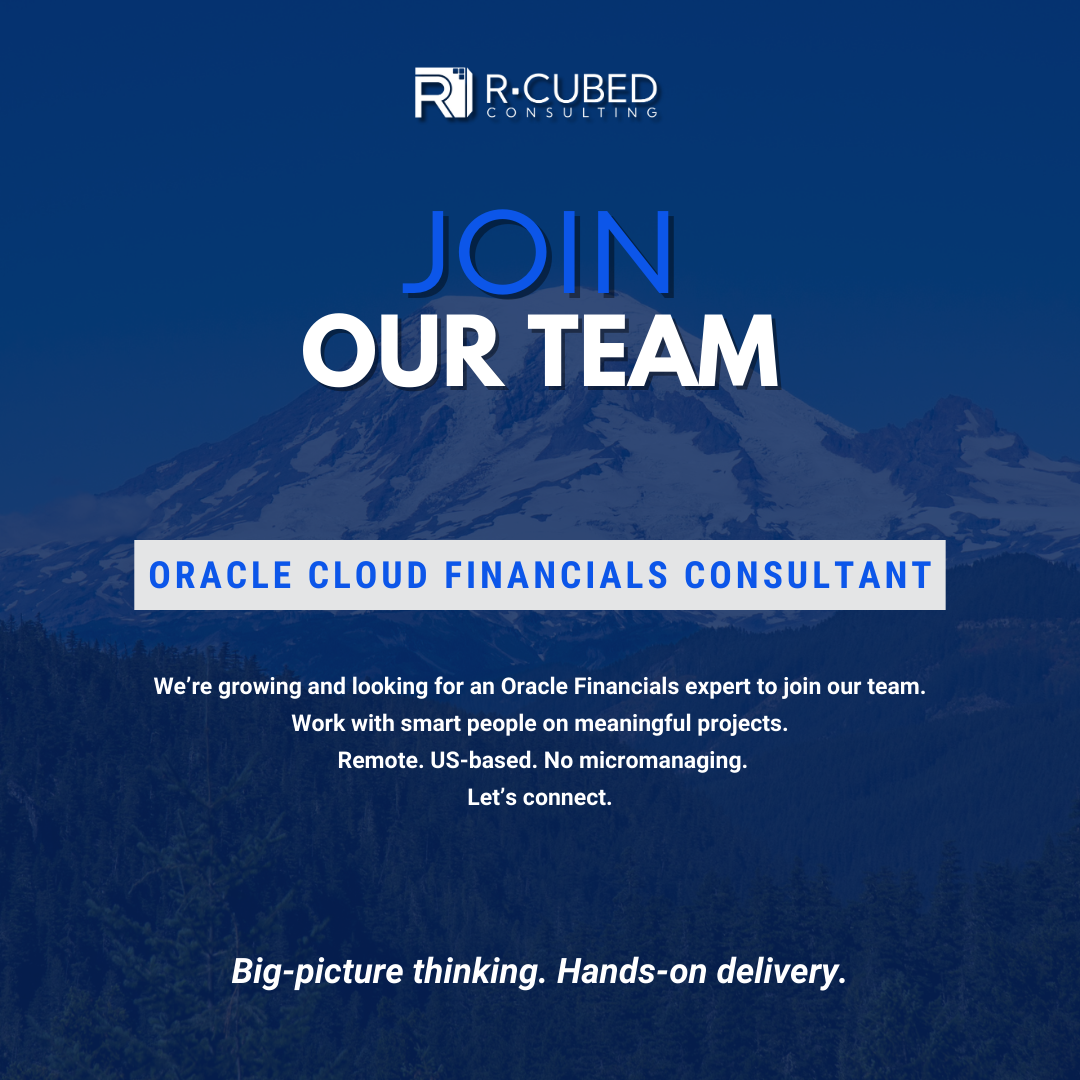 R·CUBED
CONSULTING
JOIN
OUR TEAM
ORACLE CLOUD FINANCIALS CONSULTANT
We’re growing and looking for an Oracle Financials expert to join our team.
Work with smart people on meaningful projects.
Remote. US-based. No micromanaging.
Let’s connect.
Big-picture thinking. Hands-on delivery.